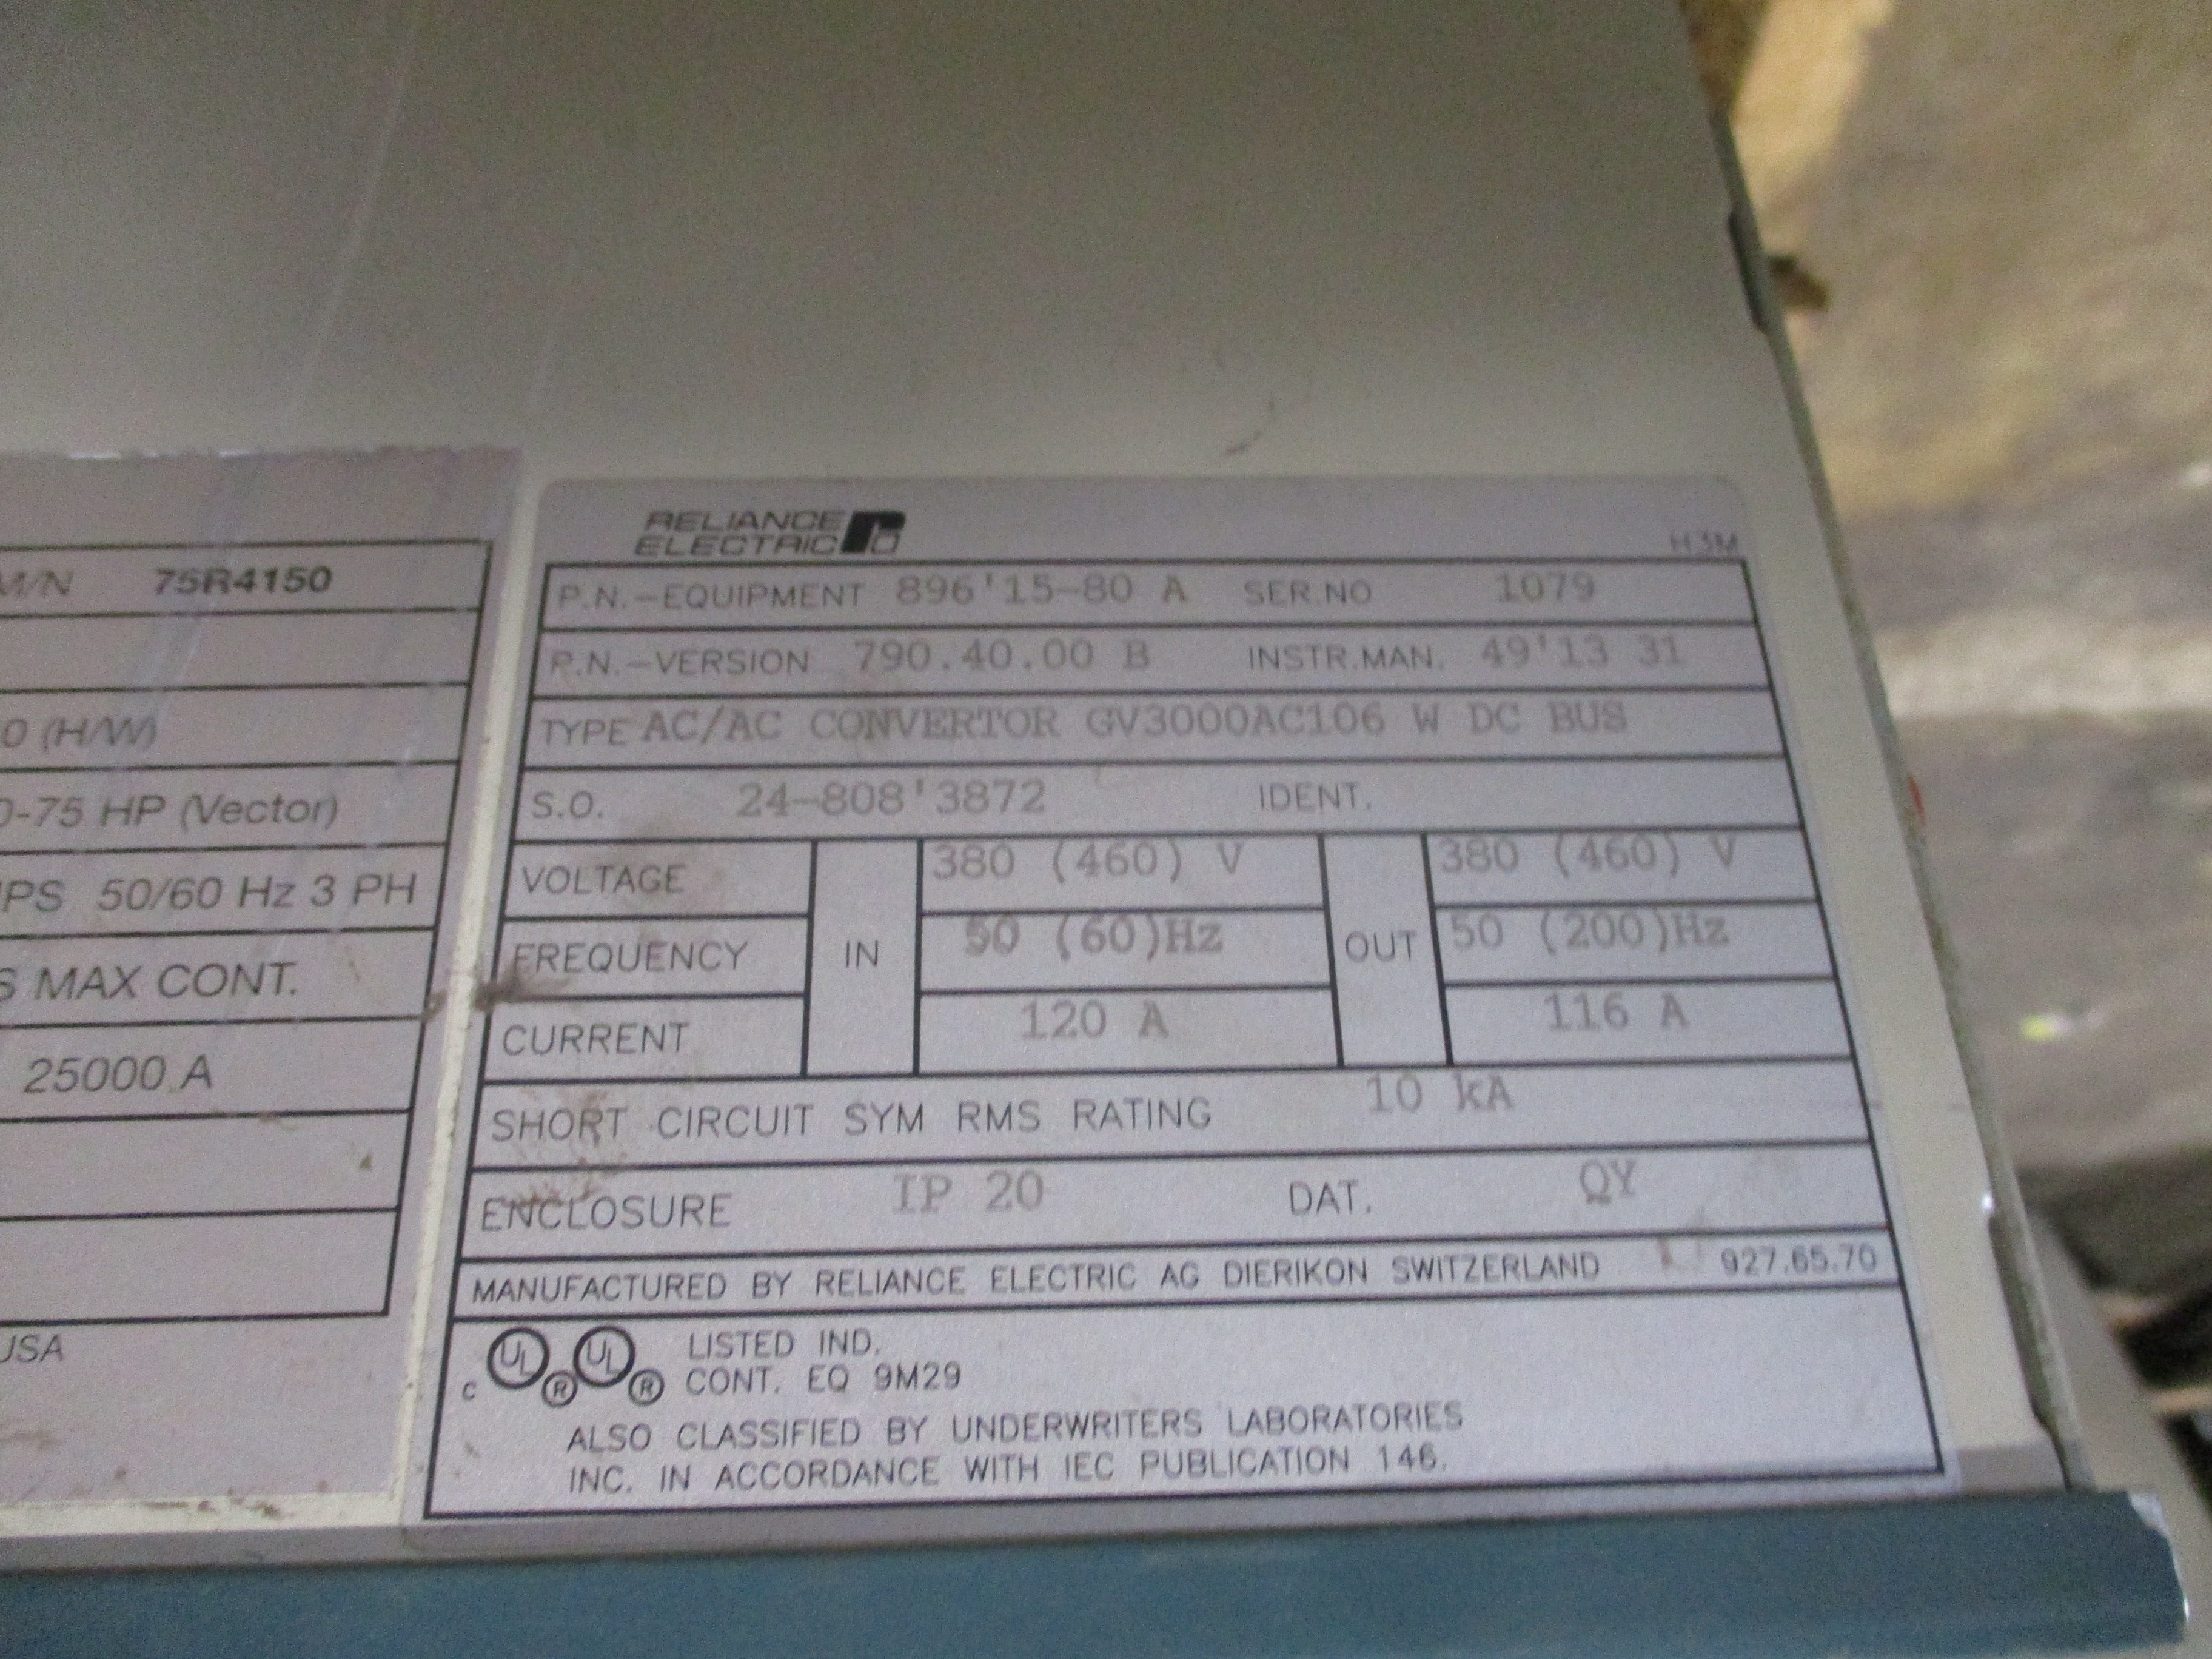 M/N 75R4150
0 (H/W)
0-75 HP (Vector)
PS 50/60 Hz 3 PH
S MAX CONT.
25000 A
USA
RELIANCE
ELECTRIC
H3M
P.N.-EQUIPMENT 896'15-80 A SER.NO 1079
P.N.-VERSION 790.40.00 B INSTR.MAN. 49'13 31
TYPE AC/AC CONVERTOR GV3000AC106 W DC BUS
S.O. 24-808'3872 IDENT.
VOLTAGE 380 (460) V 380 (460) V
FREQUENCY IN 50 (60)Hz OUT 50 (200)Hz
CURRENT 120 A 116 A
SHORT CIRCUIT SYM RMS RATING 10 kA
ENCLOSURE IP 20 DAT. QY
MANUFACTURED BY RELIANCE ELECTRIC AG DIERIKON SWITZERLAND 927.65.70
C UL ® UL ® LISTED IND.
CONT. EQ 9M29
ALSO CLASSIFIED BY UNDERWRITERS LABORATORIES
INC. IN ACCORDANCE WITH IEC PUBLICATION 146.